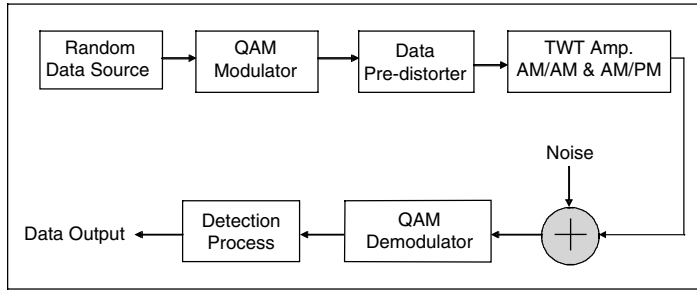 Random
Data Source
QAM
Modulator
Data
Pre-distorter
TWT Amp.
AM/AM & AM/PM
Noise
Data Output
Detection
Process
QAM
Demodulator